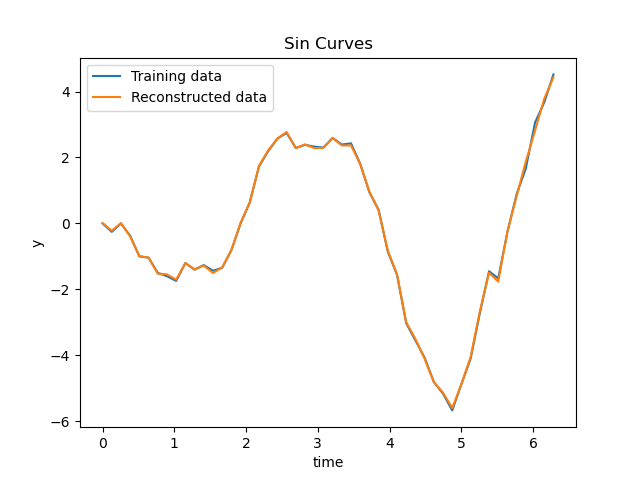 Sin Curves
Training data
Reconstructed data
4
2
0
−2
−4
−6
y
0 1 2 3 4 5 6
time